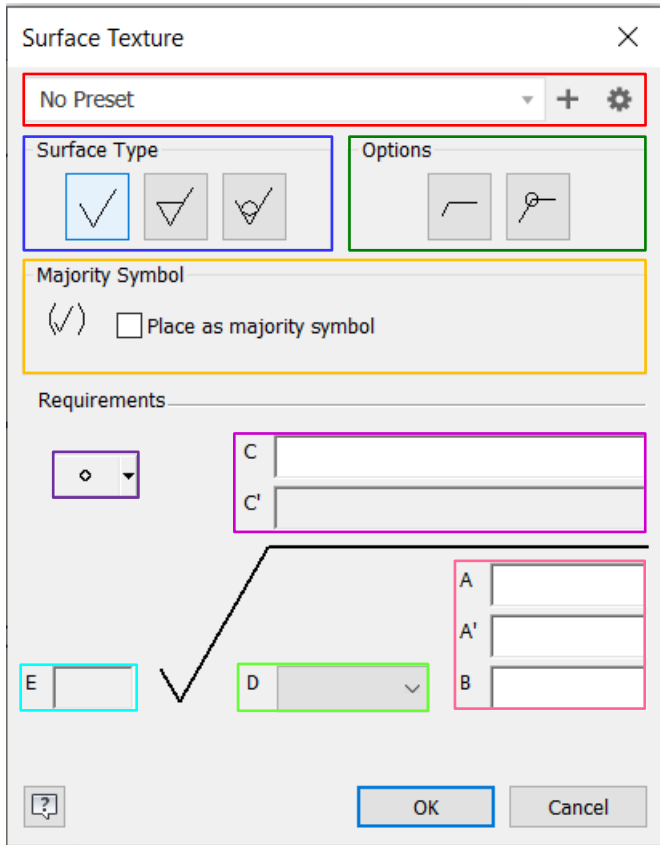 Surface Texture
No Preset
Surface Type
Options
Majority Symbol
Place as majority symbol
Requirements
C
C'
A
A'
E
D
B
OK
Cancel